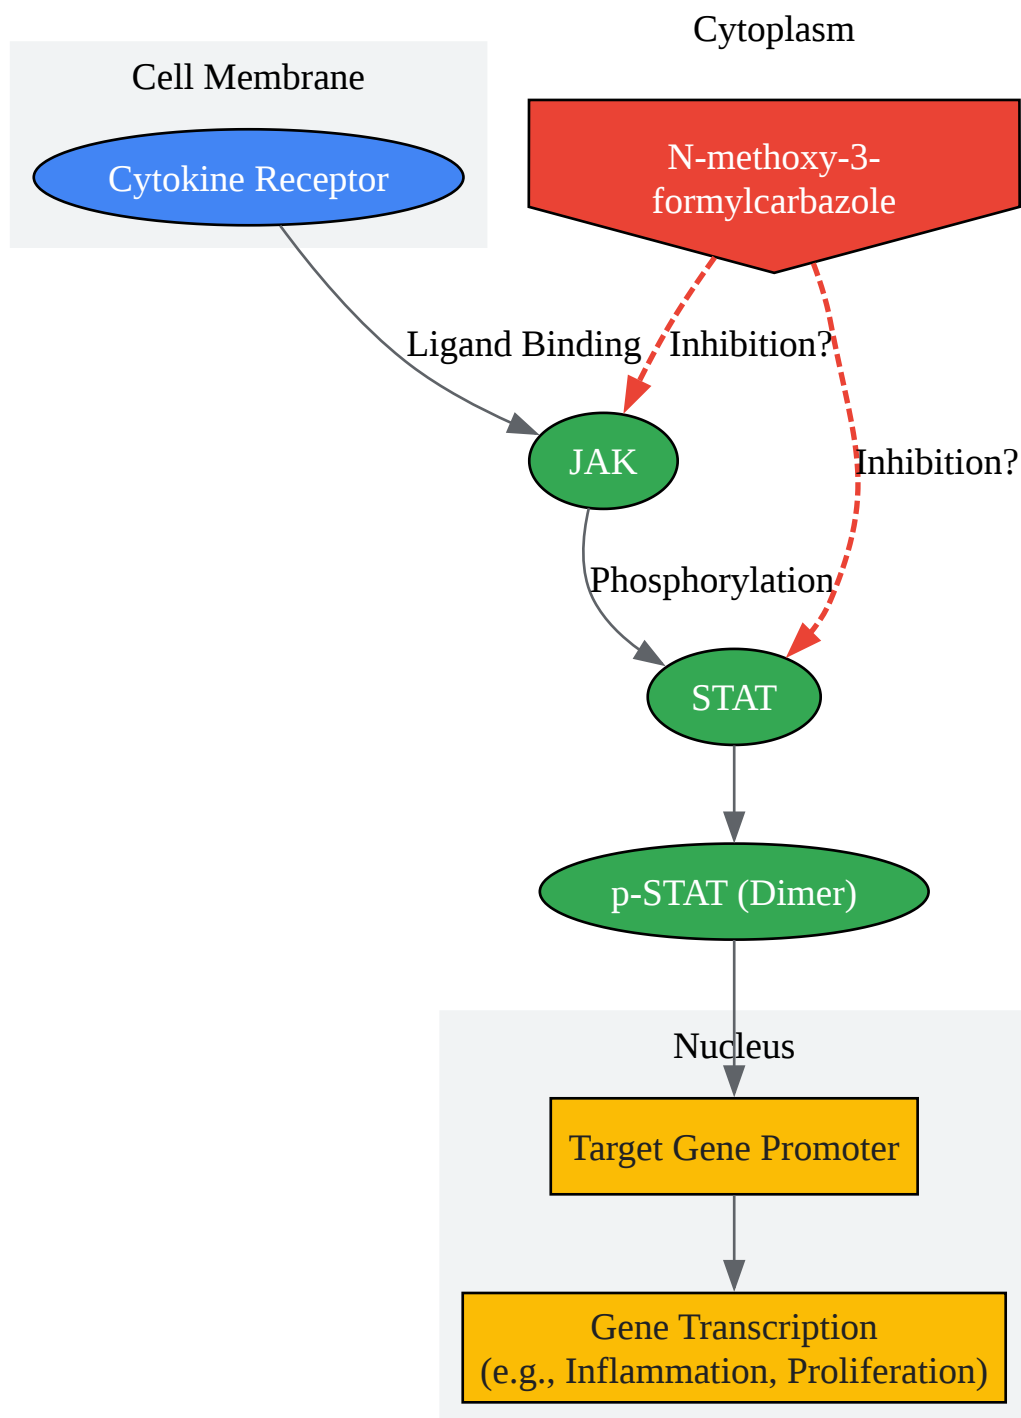 Cytoplasm
Cell Membrane
Cytokine Receptor
N-methoxy-3-
formylcarbazole
Ligand Binding
Inhibition?
JAK
Inhibition?
Phosphorylation
STAT
p-STAT (Dimer)
Nucleus
Target Gene Promoter
Gene Transcription
(e.g., Inflammation, Proliferation)